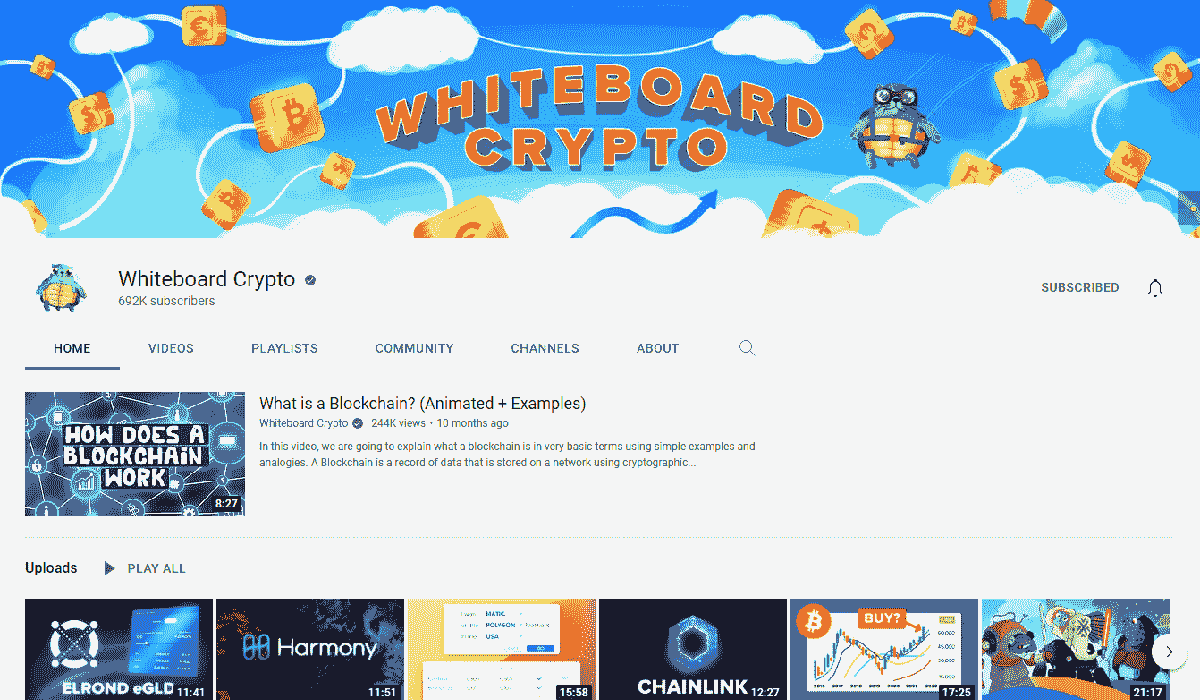 WHITEBOARD
CRYPTO
Whiteboard Crypto
692K subscribers
SUBSCRIBED
HOME VIDEOS PLAYLISTS COMMUNITY CHANNELS ABOUT
What is a Blockchain? (Animated + Examples)
Whiteboard Crypto 244K views • 10 months ago
In this video, we are going to explain what a blockchain is in very basic terms using simple examples and
analogies. A Blockchain is a record of data that is stored on a network using cryptographic...
HOW DOES A
BLOCKCHAIN
WORK
8:27
Uploads PLAY ALL
ELROND eGLD 11:41
Harmony 11:51
MATIC
POLYGON
USA
15:58
CHAINLINK 12:27
BUY?
17:25
21:17